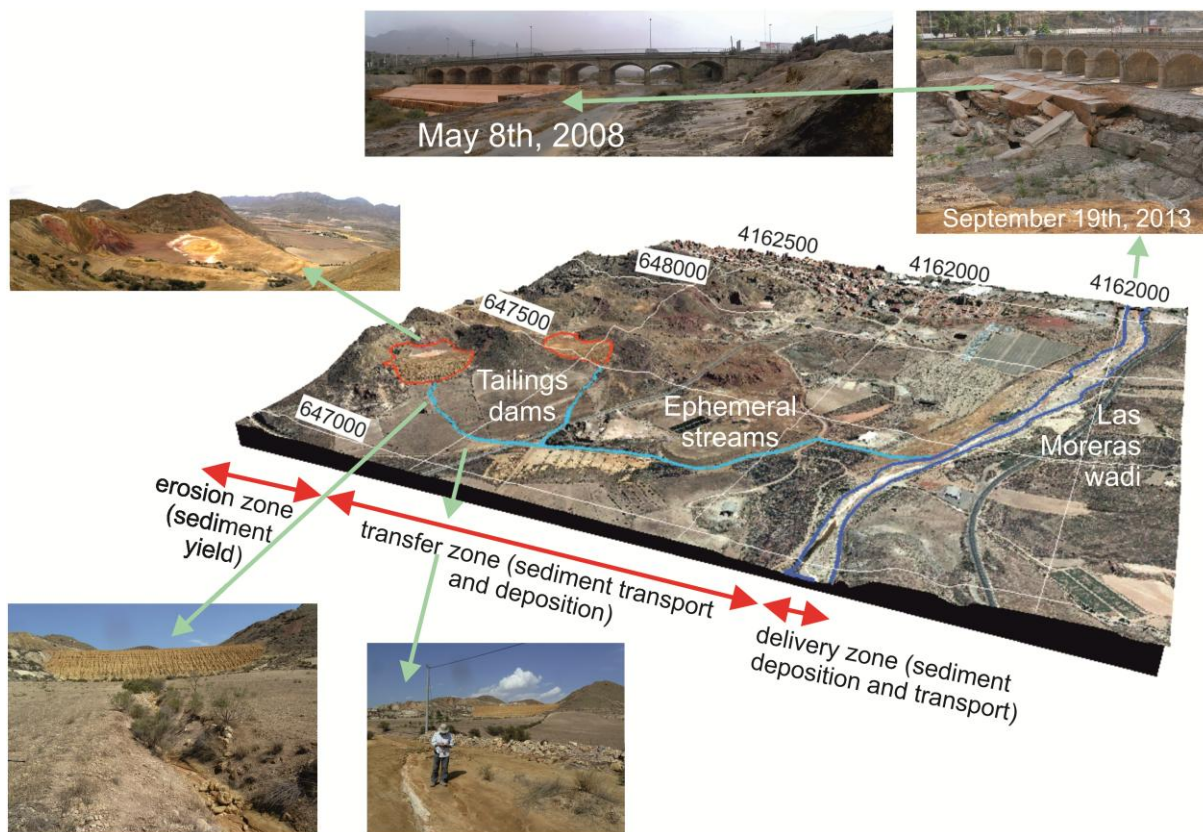 May 8th, 2008
September 19th, 2013
4162500
648000
4162000
4162000
647500
647000
Tailings
dams
Ephemeral
streams
Las
Moreras
wadi
erosion zone
(sediment
yield)
transfer zone (sediment transport
and deposition)
delivery zone (sediment
deposition and transport)